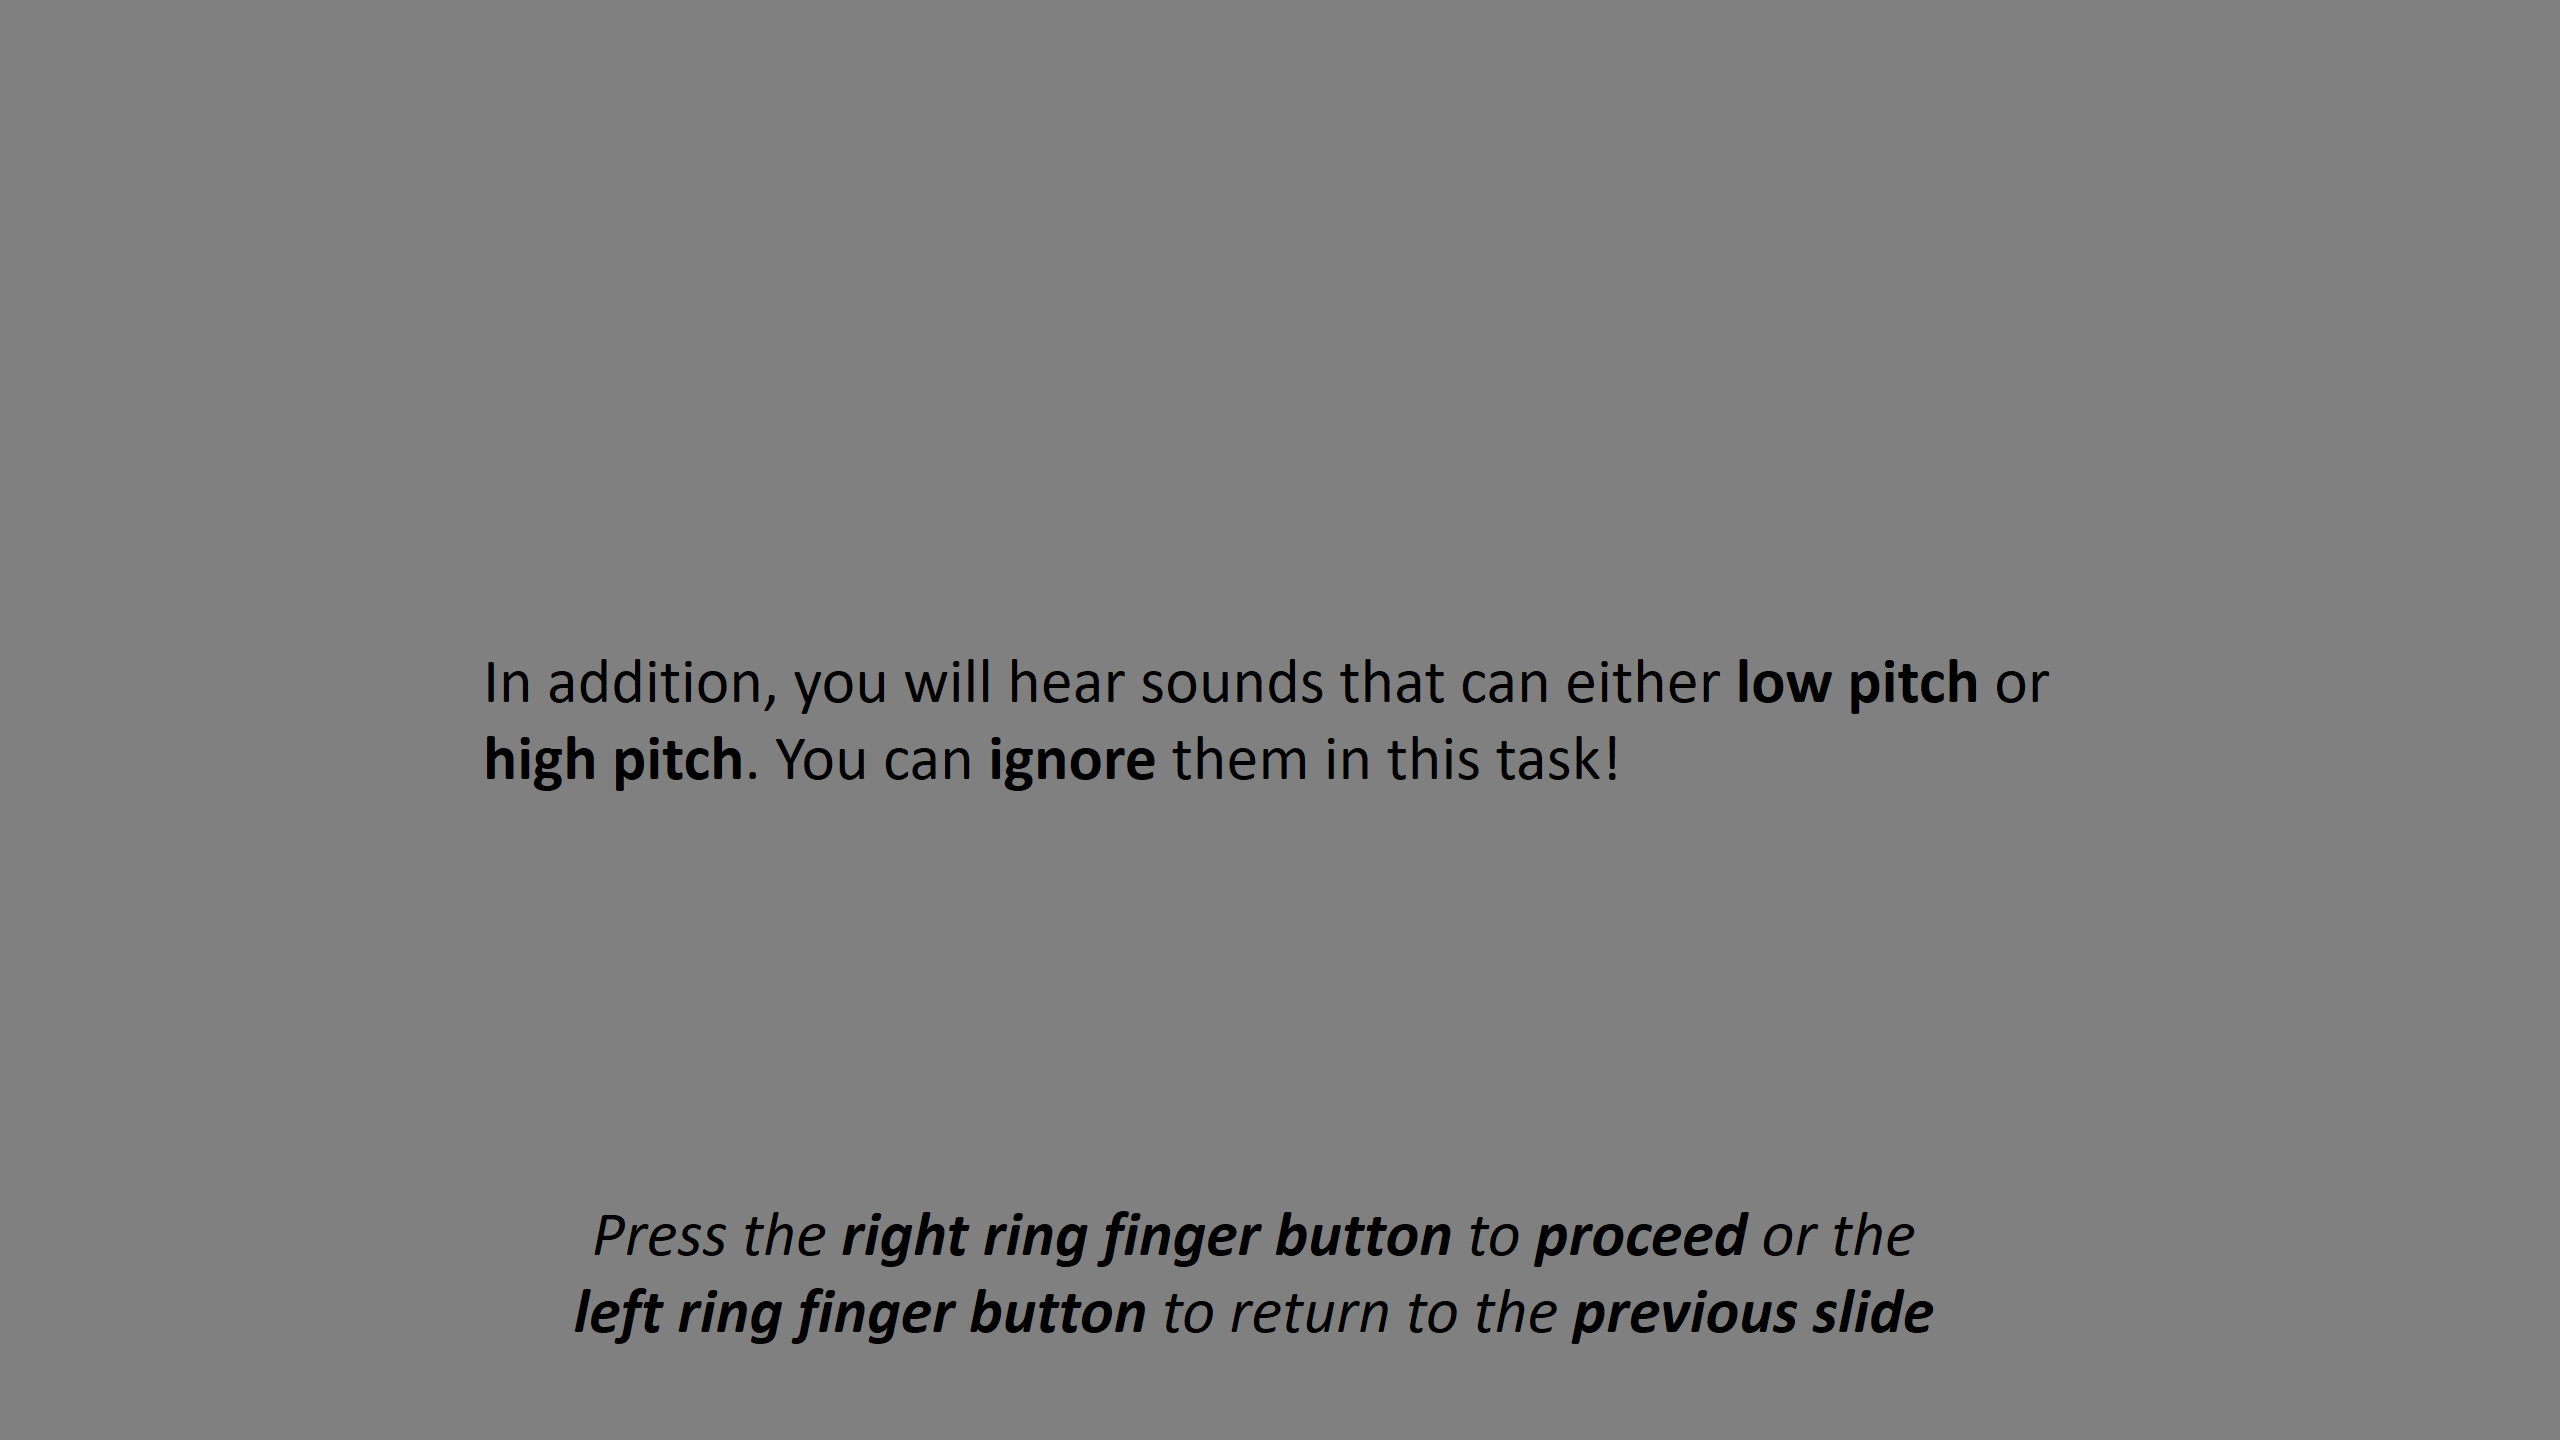 In addition, you will hear sounds that can either low pitch or
high pitch. You can ignore them in this task!
Press the right ring finger button to proceed or the
left ring finger button to return to the previous slide